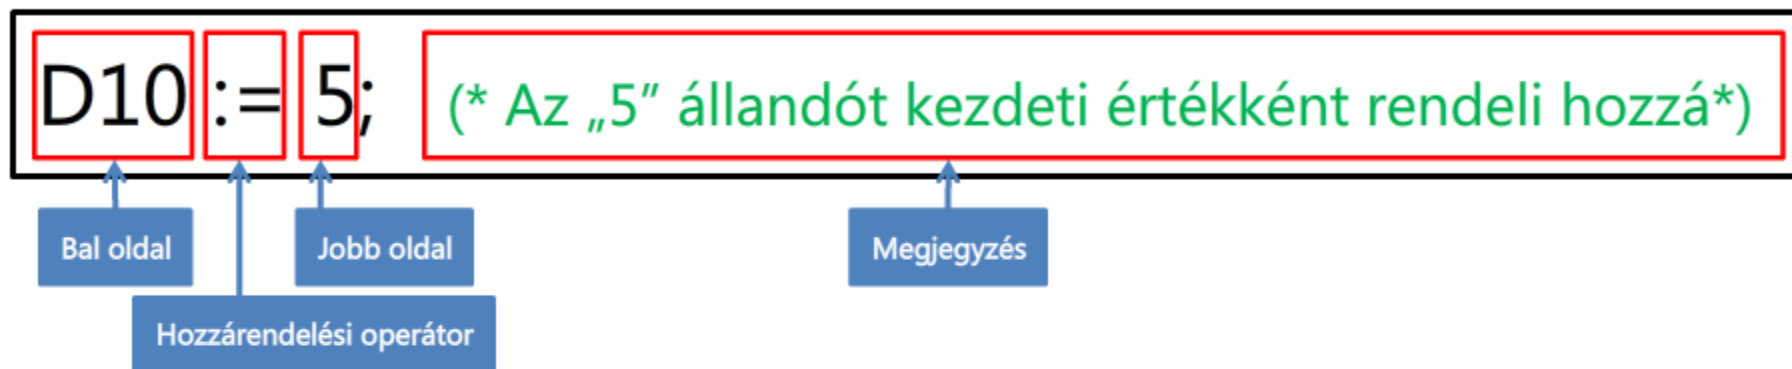 D10 := 5; (* Az „5” állandót kezdeti értékként rendeli hozzá*)
Bal oldal Jobb oldal Megjegyzés
Hozzárendelési operátor